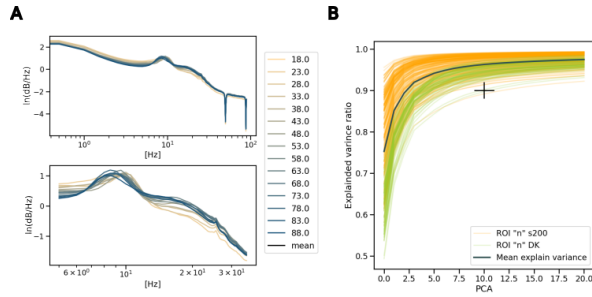 A
B
ln(dB/Hz)
2
0
−2
−4
10⁰
10¹
10²
[Hz]
ln(dB/Hz)
1
0
−1
6 × 10⁰
10¹
2 × 10¹
3 × 10¹
[Hz]
18.0
23.0
28.0
33.0
38.0
43.0
48.0
53.0
58.0
63.0
68.0
73.0
78.0
83.0
88.0
mean
Explainded varince ratio
1.0
0.9
0.8
0.7
0.6
0.5
0.0 2.5 5.0 7.5 10.0 12.5 15.0 17.5
PCA
ROI "n" s200
ROI "n" DK
Mean explain variance